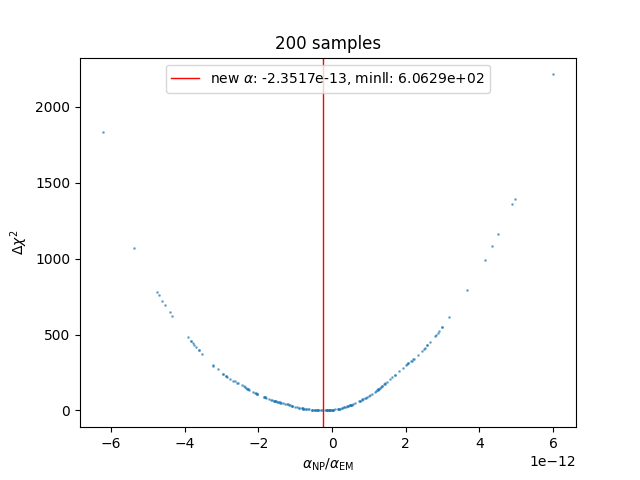 200 samples
new α: -2.3517e-13, minll: 6.0629e+02
2000
1500
1000
500
0
Δχ²
−6 −4 −2 0 2 4 6
1e−12
α_NP/α_EM